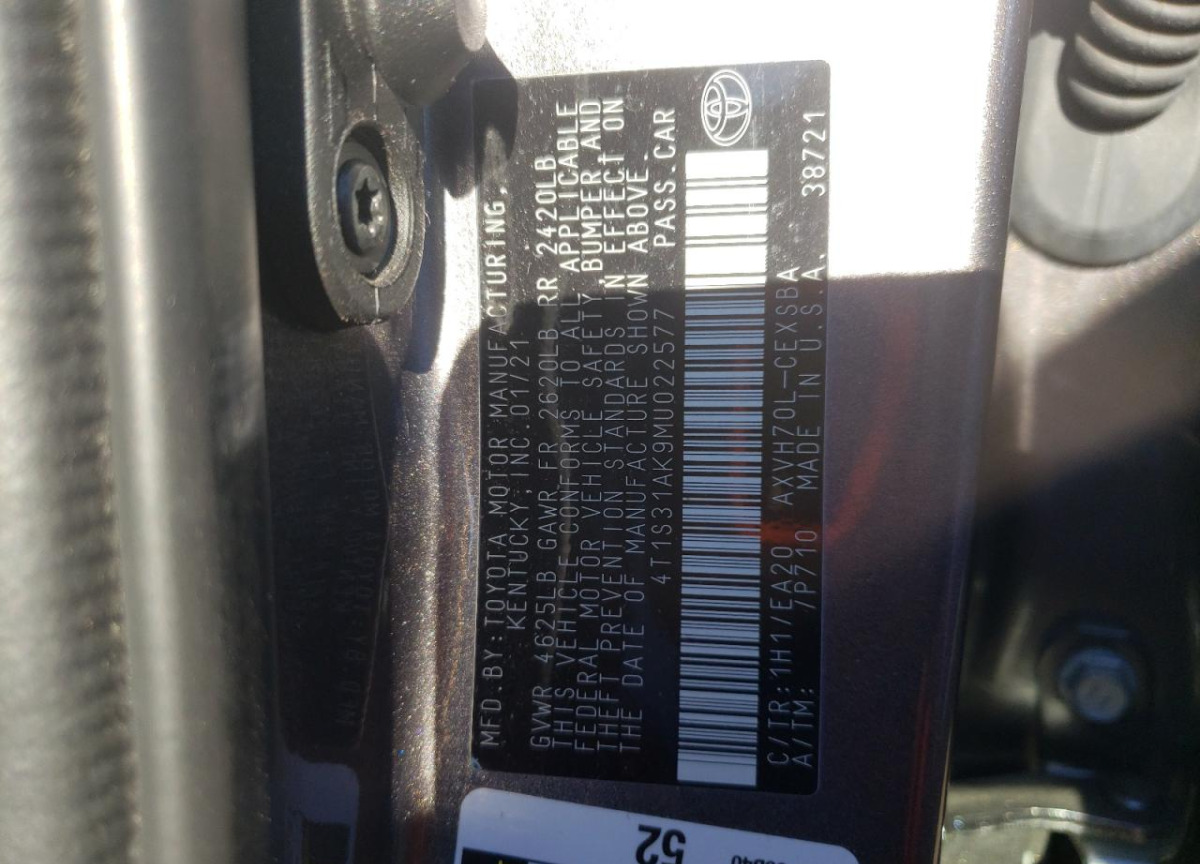 MFD.BY:TOYOTA MOTOR MANUFACTURING,
KENTUCKY,INC.01/21
GVWR 4625LB GAWR FR 2620LB RR 2420LB
THIS VEHICLE CONFORMS TO ALL APPLICABLE
FEDERAL MOTOR VEHICLE SAFETY, BUMPER,AND
THEFT PREVENTION STANDARDS IN EFFECT ON
THE DATE OF MANUFACTURE SHOWN ABOVE.
4T1S31AK9MU022577 PASS.CAR
C/TR:1H1/EA20 AXVH70L-CEXSBA
A/TM: /P710 MADE IN U.S.A. 38721
52